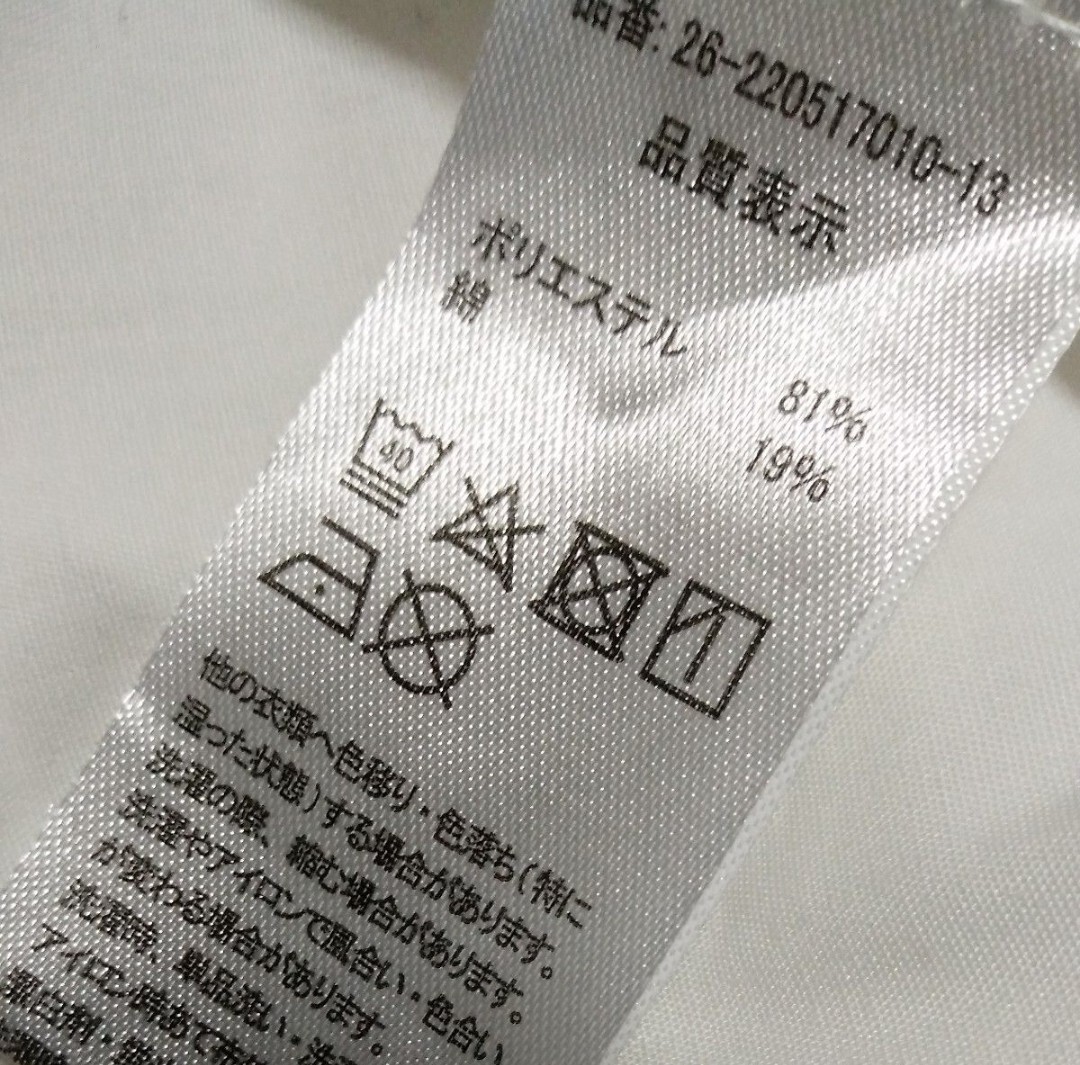 品番: 26-220517010-13
品質表示
ポリエステル 81%
綿 19%
他の衣類へ色移り・色落ち(特に
湿った状態)する場合があります。
洗濯の際、縮む場合があります。
洗濯やアイロンで風合い・色合い
が変わる場合があります。
洗濯時、単品洗い・
アイロン時あて布
漂白剤・